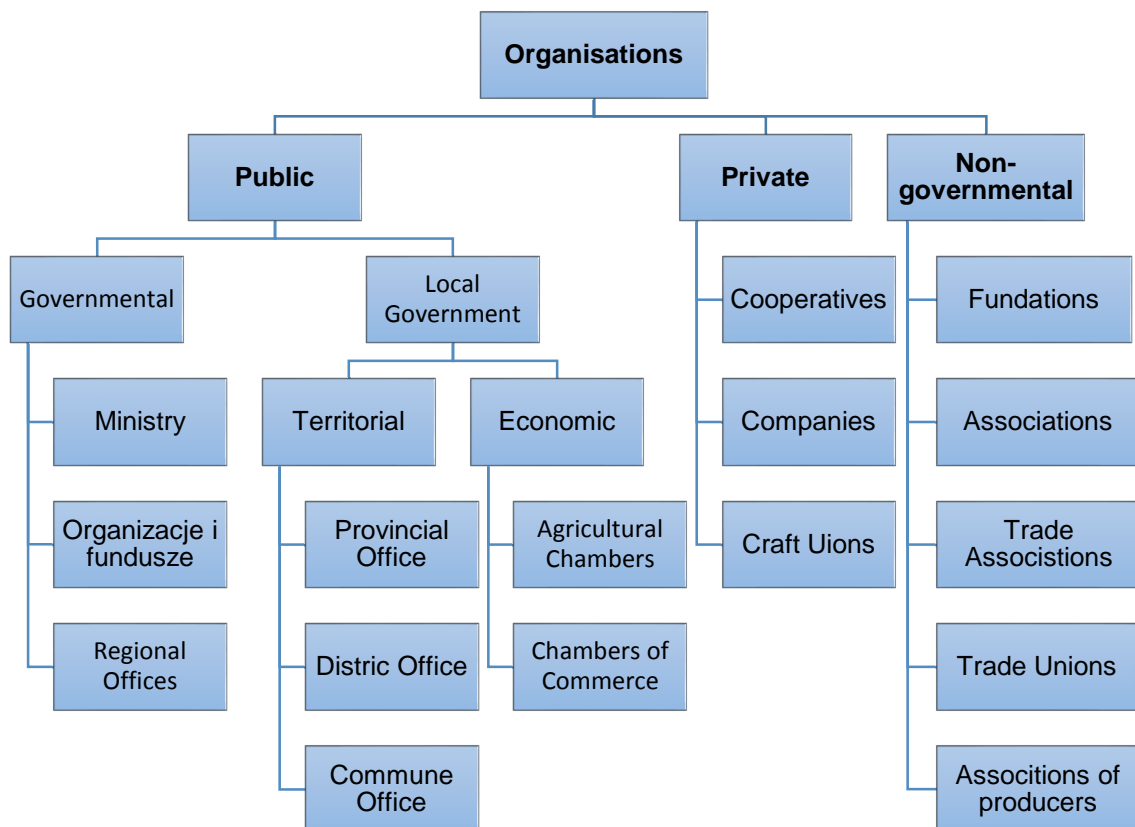 Organisations
Public
Private
Non-
governmental
Governmental
Local
Government
Cooperatives
Fundations
Ministry
Territorial
Economic
Companies
Associations
Organizacje i
fundusze
Provincial
Office
Agricultural
Chambers
Craft Uions
Trade
Associstions
Regional
Offices
Distric Office
Chambers of
Commerce
Trade Unions
Commune
Office
Associtions of
producers